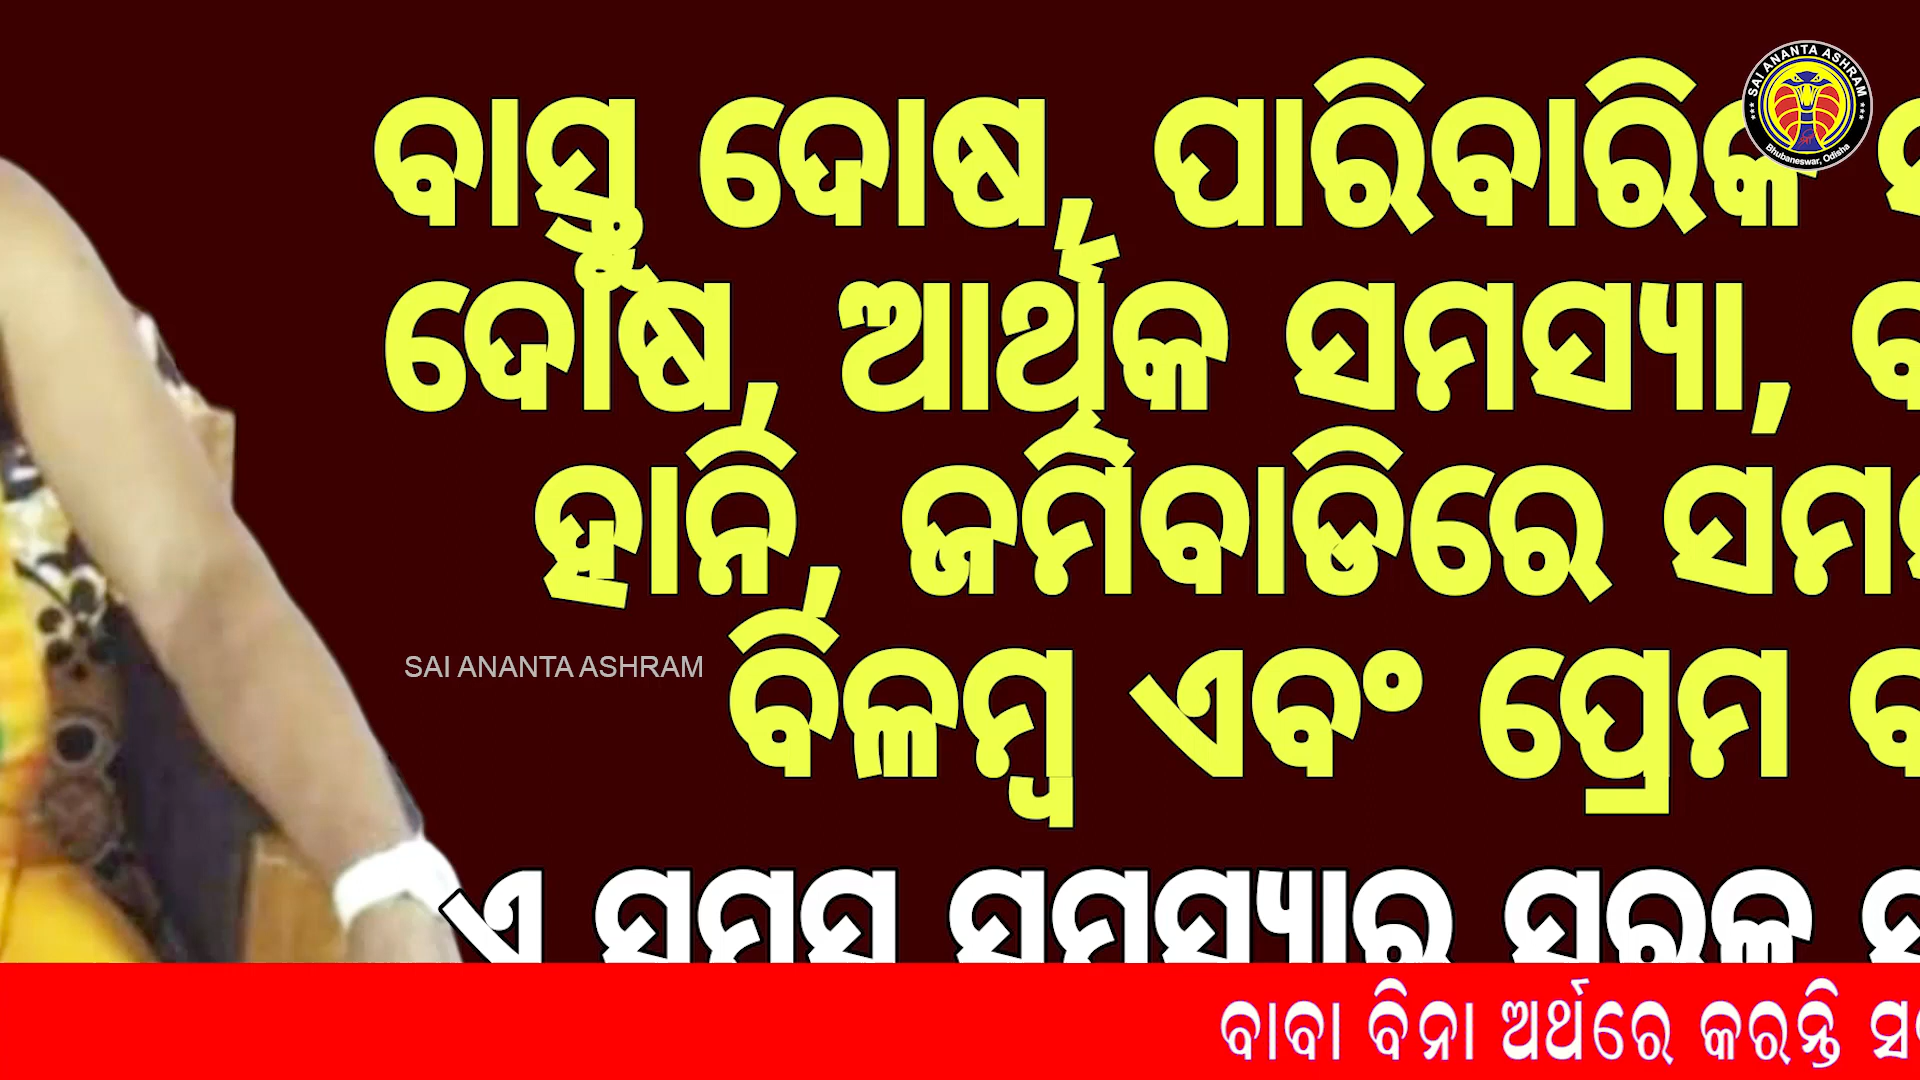 SAI ANANTA ASHRAM
Bhubaneswar, Odisha
ବାସ୍ତୁ ଦୋଷ, ପାରିବାରିକ
ଦୋଷ, ଆର୍ଥିକ ସମସ୍ୟା,
ହାନି, ଜମିବାଡିରେ
SAI ANANTA ASHRAM
ବିଳମ୍ବ ଏବଂ ପ୍ରେମ
ଏ ସମସ୍ତ ସମସ୍ୟାର ସରଳ
ବାବା ବିନା ଅର୍ଥରେ କରନ୍ତି